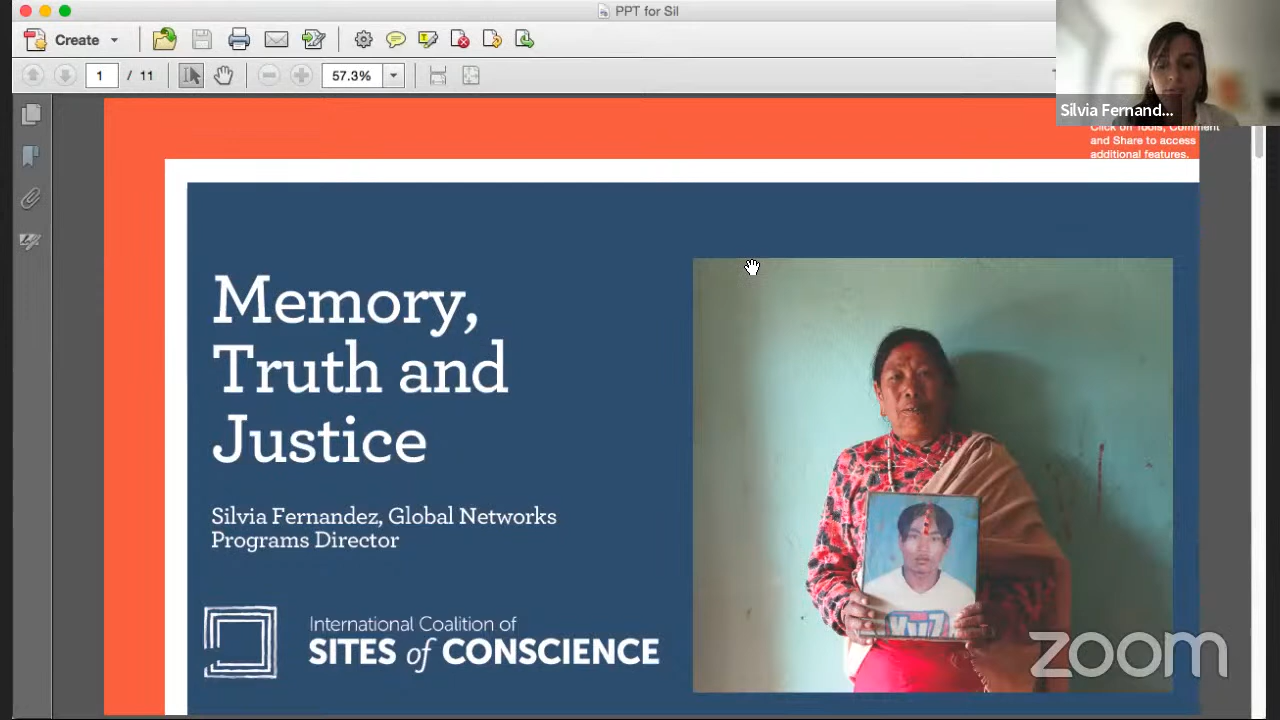 PPT for Sil
Create
1 / 11
57.3%
Silvia Fernand...
Click on Tools, Comment
and Share to access
additional features.
Memory,
Truth and
Justice
Silvia Fernandez, Global Networks
Programs Director
International Coalition of
SITES of CONSCIENCE
zoom